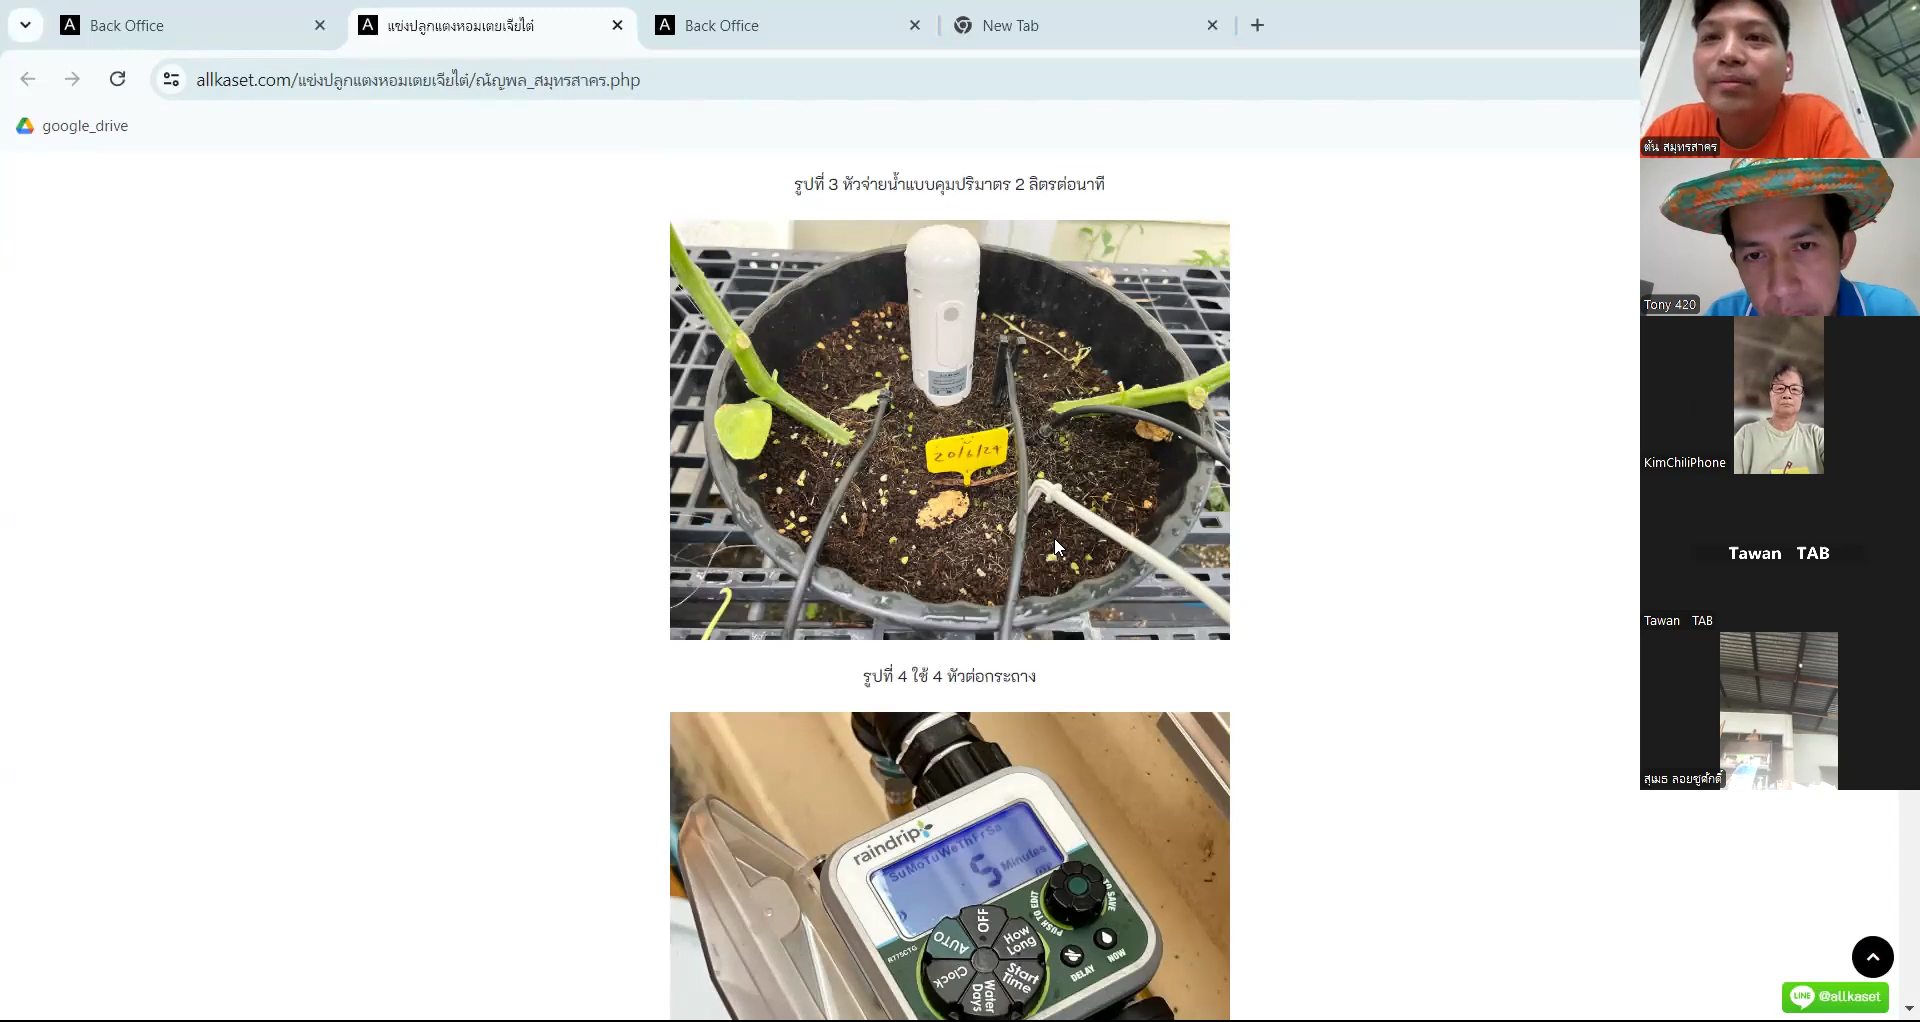 Back Office
แข่งปลูกแตงหอมเตยเจียไต๋
Back Office
New Tab
allkaset.com/แข่งปลูกแตงหอมเตยเจียไต๋/ณัญพล_สมุทรสาคร.php
google_drive
รูปที่ 3 หัวจ่ายน้ำแบบคุมปริมาตร 2 ลิตรต่อนาที
20/6/24
รูปที่ 4 ใช้ 4 หัวต่อกระถาง
raindrip
SuMoTuWeThFrSa
5 Minutes
PUSH TO EDIT
TO SAVE
R775CTG
OFF
AUTO
How Long
Clock
Start Time
Water Days
DELAY
NOW
ต้น สมุทรสาคร
Tony 420
KimChiliPhone
Tawan TAB
Tawan TAB
สุเมธ ลอยชูศักดิ์
LINE @allkaset